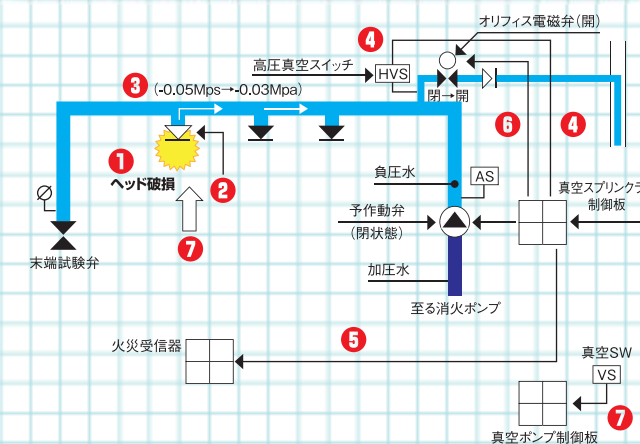 オリフィス電磁弁(開)
4
高圧真空スイッチ
HVS
3 (-0.05Mps→-0.03Mpa)
閉→開
6
4
1
ヘッド破損
2
負圧水
AS
真空スプリンクラ
制御板
予作動弁
(閉状態)
7
末端試験弁
加圧水
至る消火ポンプ
火災受信器
5
真空SW
VS
7
真空ポンプ制御板